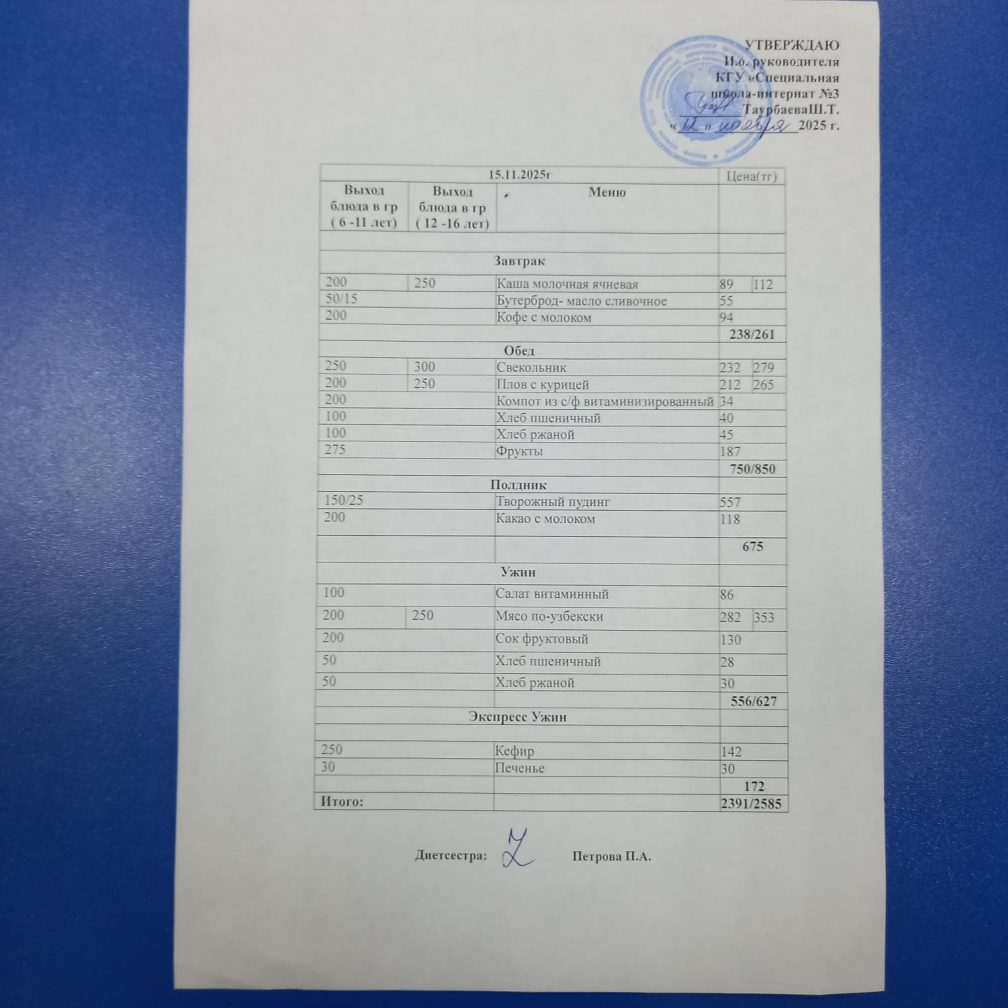 УТВЕРЖДАЮ
И.о. руководителя
КГУ «Специальная
школа-интернат №3
ТаурбаеваШ.Т.
«12» ноября 2025 г.
15.11.2025г Цена(тг)
Выход блюда в гр ( 6 -11 лет) Выход блюда в гр ( 12 -16 лет) Меню
Завтрак
200 250 Каша молочная ячневая 89 112
50/15 Бутерброд- масло сливочное 55
200 Кофе с молоком 94
238/261
Обед
250 300 Свекольник 232 279
200 250 Плов с курицей 212 265
200 Компот из с/ф витаминизированный 34
100 Хлеб пшеничный 40
100 Хлеб ржаной 45
275 Фрукты 187
750/850
Полдник
150/25 Творожный пудинг 557
200 Какао с молоком 118
675
Ужин
100 Салат витаминный 86
200 250 Мясо по-узбекски 282 353
200 Сок фруктовый 130
50 Хлеб пшеничный 28
50 Хлеб ржаной 30
556/627
Экспресс Ужин
250 Кефир 142
30 Печенье 30
172
Итого: 2391/2585
Диетсестра: Петрова П.А.